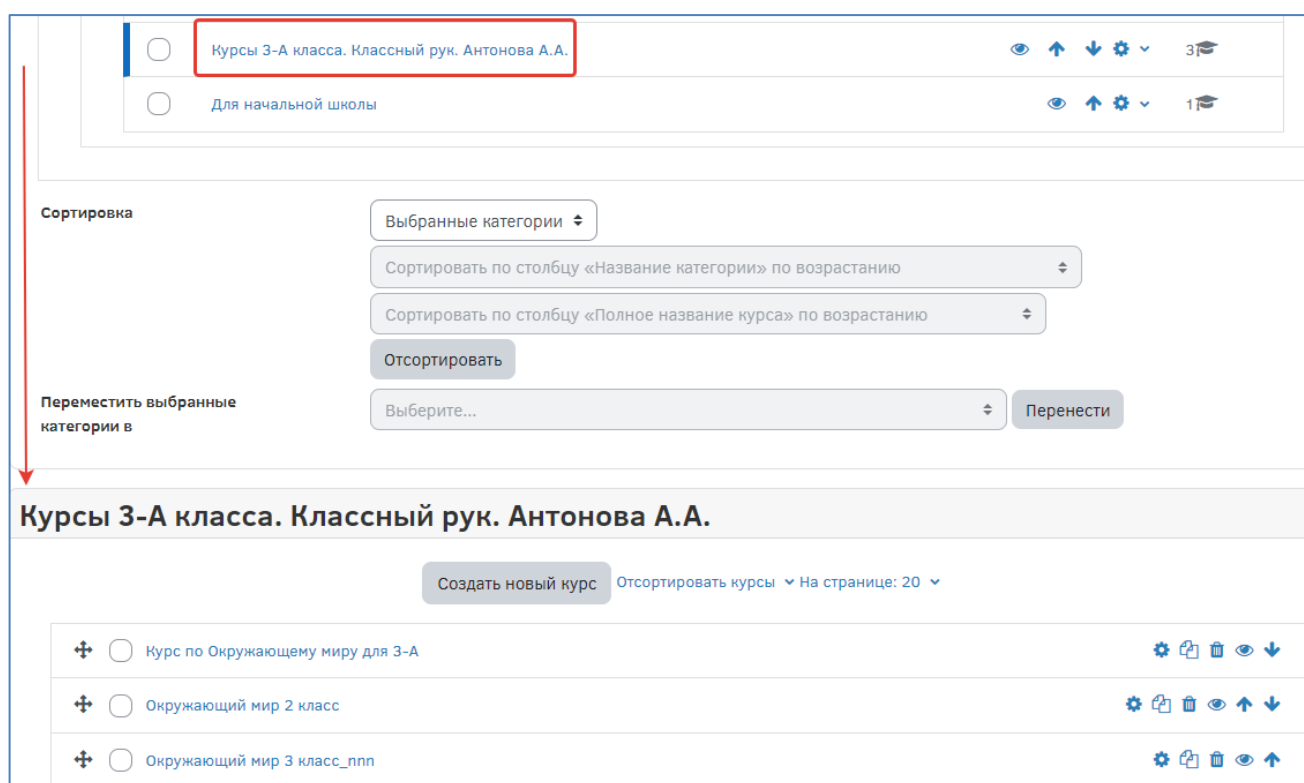 Курсы 3-А класса. Классный рук. Антонова А.А.
3
Для начальной школы
1
Сортировка
Выбранные категории
Сортировать по столбцу «Название категории» по возрастанию
Сортировать по столбцу «Полное название курса» по возрастанию
Отсортировать
Переместить выбранные
категории в
Выберите...
Перенести
Курсы 3-А класса. Классный рук. Антонова А.А.
Создать новый курс Отсортировать курсы На странице: 20
Курс по Окружающему миру для 3-А
Окружающий мир 2 класс
Окружающий мир 3 класс_nnn